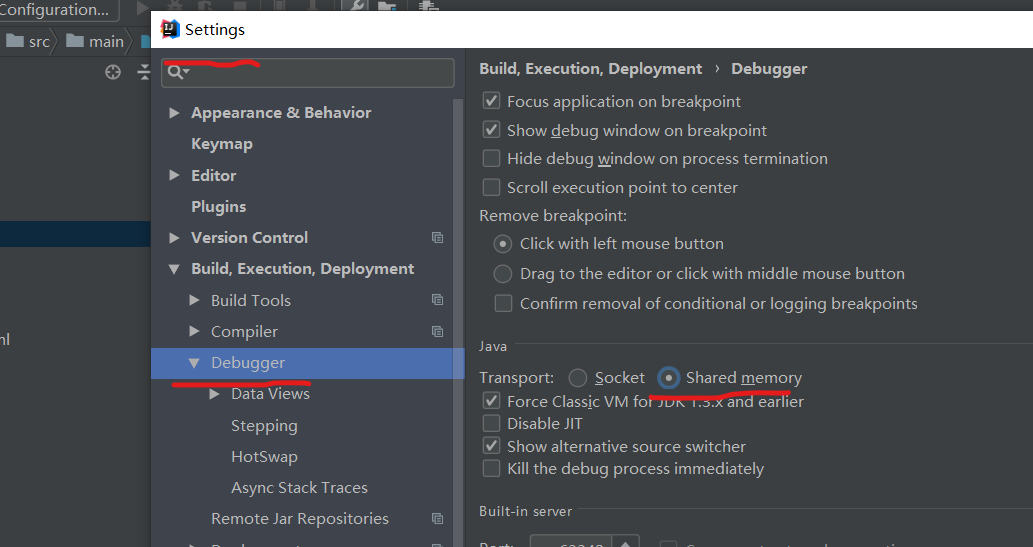 Configuration...
src
main
Settings
Appearance & Behavior
Keymap
Editor
Plugins
Version Control
Build, Execution, Deployment
Build Tools
Compiler
Debugger
Data Views
Stepping
HotSwap
Async Stack Traces
Remote Jar Repositories
Build, Execution, Deployment › Debugger
Focus application on breakpoint
Show debug window on breakpoint
Hide debug window on process termination
Scroll execution point to center
Remove breakpoint:
Click with left mouse button
Drag to the editor or click with middle mouse button
Confirm removal of conditional or logging breakpoints
Java
Transport: Socket Shared memory
Force Classic VM for JDK 1.3.x and earlier
Disable JIT
Show alternative source switcher
Kill the debug process immediately
Built-in server